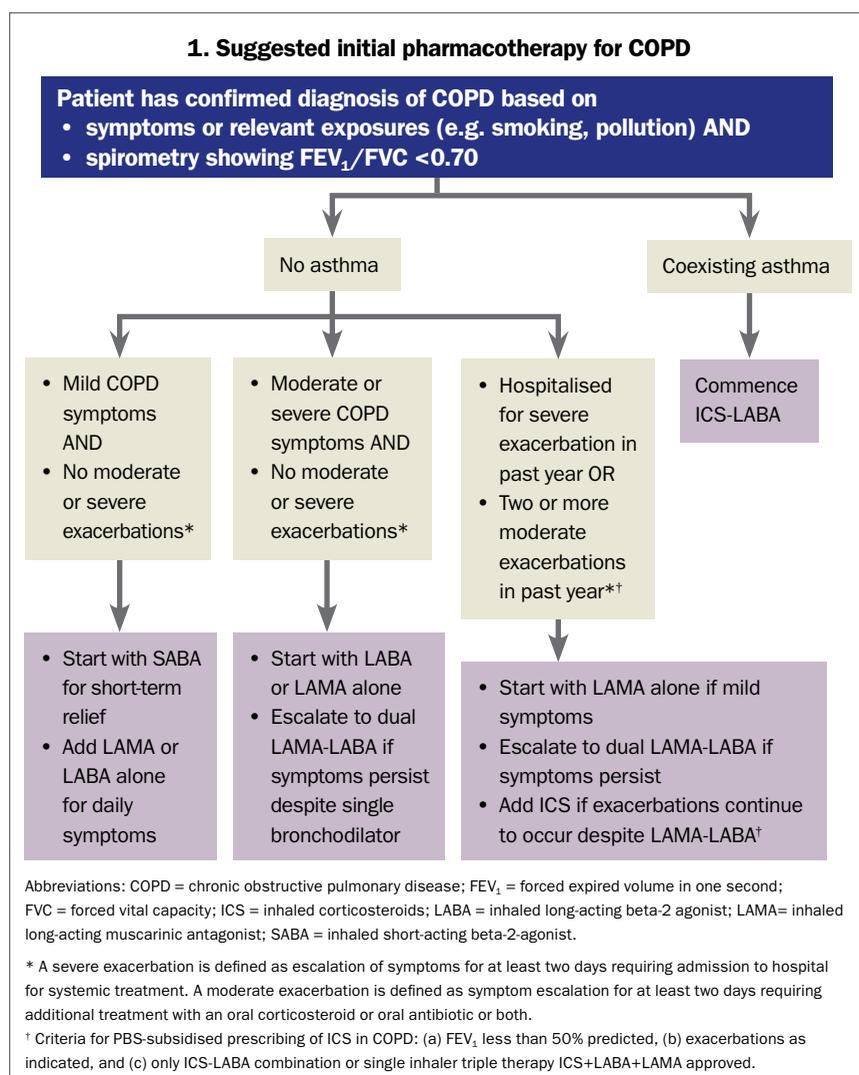 1. Suggested initial pharmacotherapy for COPD
Patient has confirmed diagnosis of COPD based on
• symptoms or relevant exposures (e.g. smoking, pollution) AND
• spirometry showing FEV₁/FVC <0.70
No asthma
Coexisting asthma
• Mild COPD
symptoms
AND
• No moderate
or severe
exacerbations*
• Moderate or
severe COPD
symptoms AND
• No moderate
or severe
exacerbations*
• Hospitalised
for severe
exacerbation in
past year OR
• Two or more
moderate
exacerbations
in past year*†
Commence
ICS-LABA
• Start with SABA
for short-term
relief
• Add LAMA or
LABA alone
for daily
symptoms
• Start with LABA
or LAMA alone
• Escalate to dual
LAMA-LABA if
symptoms persist
despite single
bronchodilator
• Start with LAMA alone if mild
symptoms
• Escalate to dual LAMA-LABA if
symptoms persist
• Add ICS if exacerbations continue
to occur despite LAMA-LABA†
Abbreviations: COPD = chronic obstructive pulmonary disease; FEV₁ = forced expired volume in one second;
FVC = forced vital capacity; ICS = inhaled corticosteroids; LABA = inhaled long-acting beta-2 agonist; LAMA= inhaled
long-acting muscarinic antagonist; SABA = inhaled short-acting beta-2-agonist.
* A severe exacerbation is defined as escalation of symptoms for at least two days requiring admission to hospital
for systemic treatment. A moderate exacerbation is defined as symptom escalation for at least two days requiring
additional treatment with an oral corticosteroid or oral antibiotic or both.
† Criteria for PBS-subsidised prescribing of ICS in COPD: (a) FEV₁ less than 50% predicted, (b) exacerbations as
indicated, and (c) only ICS-LABA combination or single inhaler triple therapy ICS+LABA+LAMA approved.